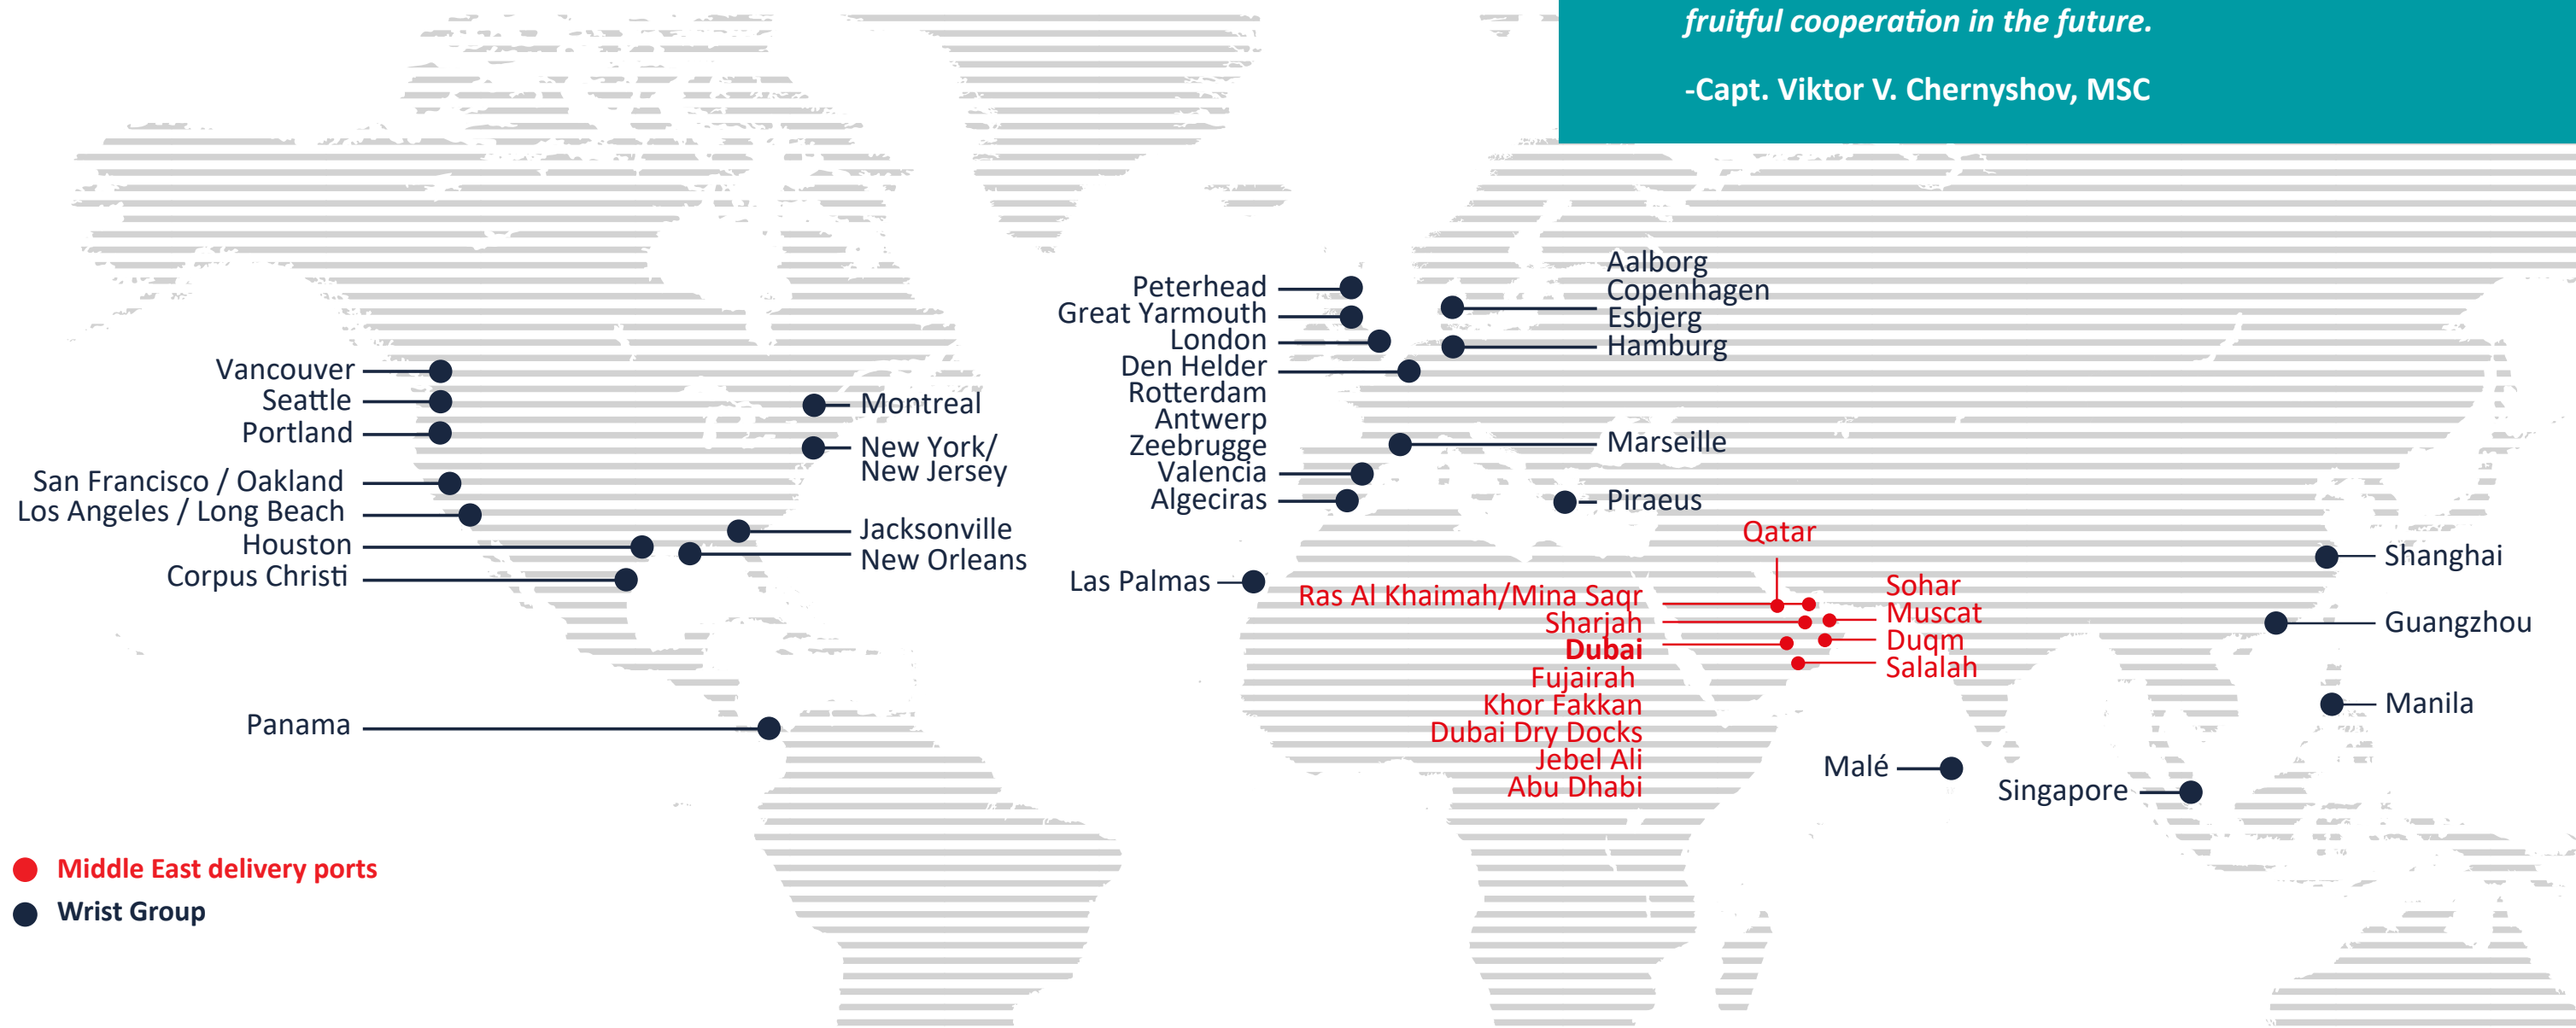 fruitful cooperation in the future.
-Capt. Viktor V. Chernyshov, MSC
Vancouver
Seattle
Portland
San Francisco / Oakland
Los Angeles / Long Beach
Houston
Corpus Christi
Panama
Montreal
New York/
New Jersey
Jacksonville
New Orleans
Peterhead
Great Yarmouth
London
Den Helder
Rotterdam
Antwerp
Zeebrugge
Valencia
Algeciras
Las Palmas
Aalborg
Copenhagen
Esbjerg
Hamburg
Marseille
Piraeus
Qatar
Ras Al Khaimah/Mina Saqr
Sharjah
Dubai
Fujairah
Khor Fakkan
Dubai Dry Docks
Jebel Ali
Abu Dhabi
Sohar
Muscat
Duqm
Salalah
Malé
Singapore
Shanghai
Guangzhou
Manila
Middle East delivery ports
Wrist Group